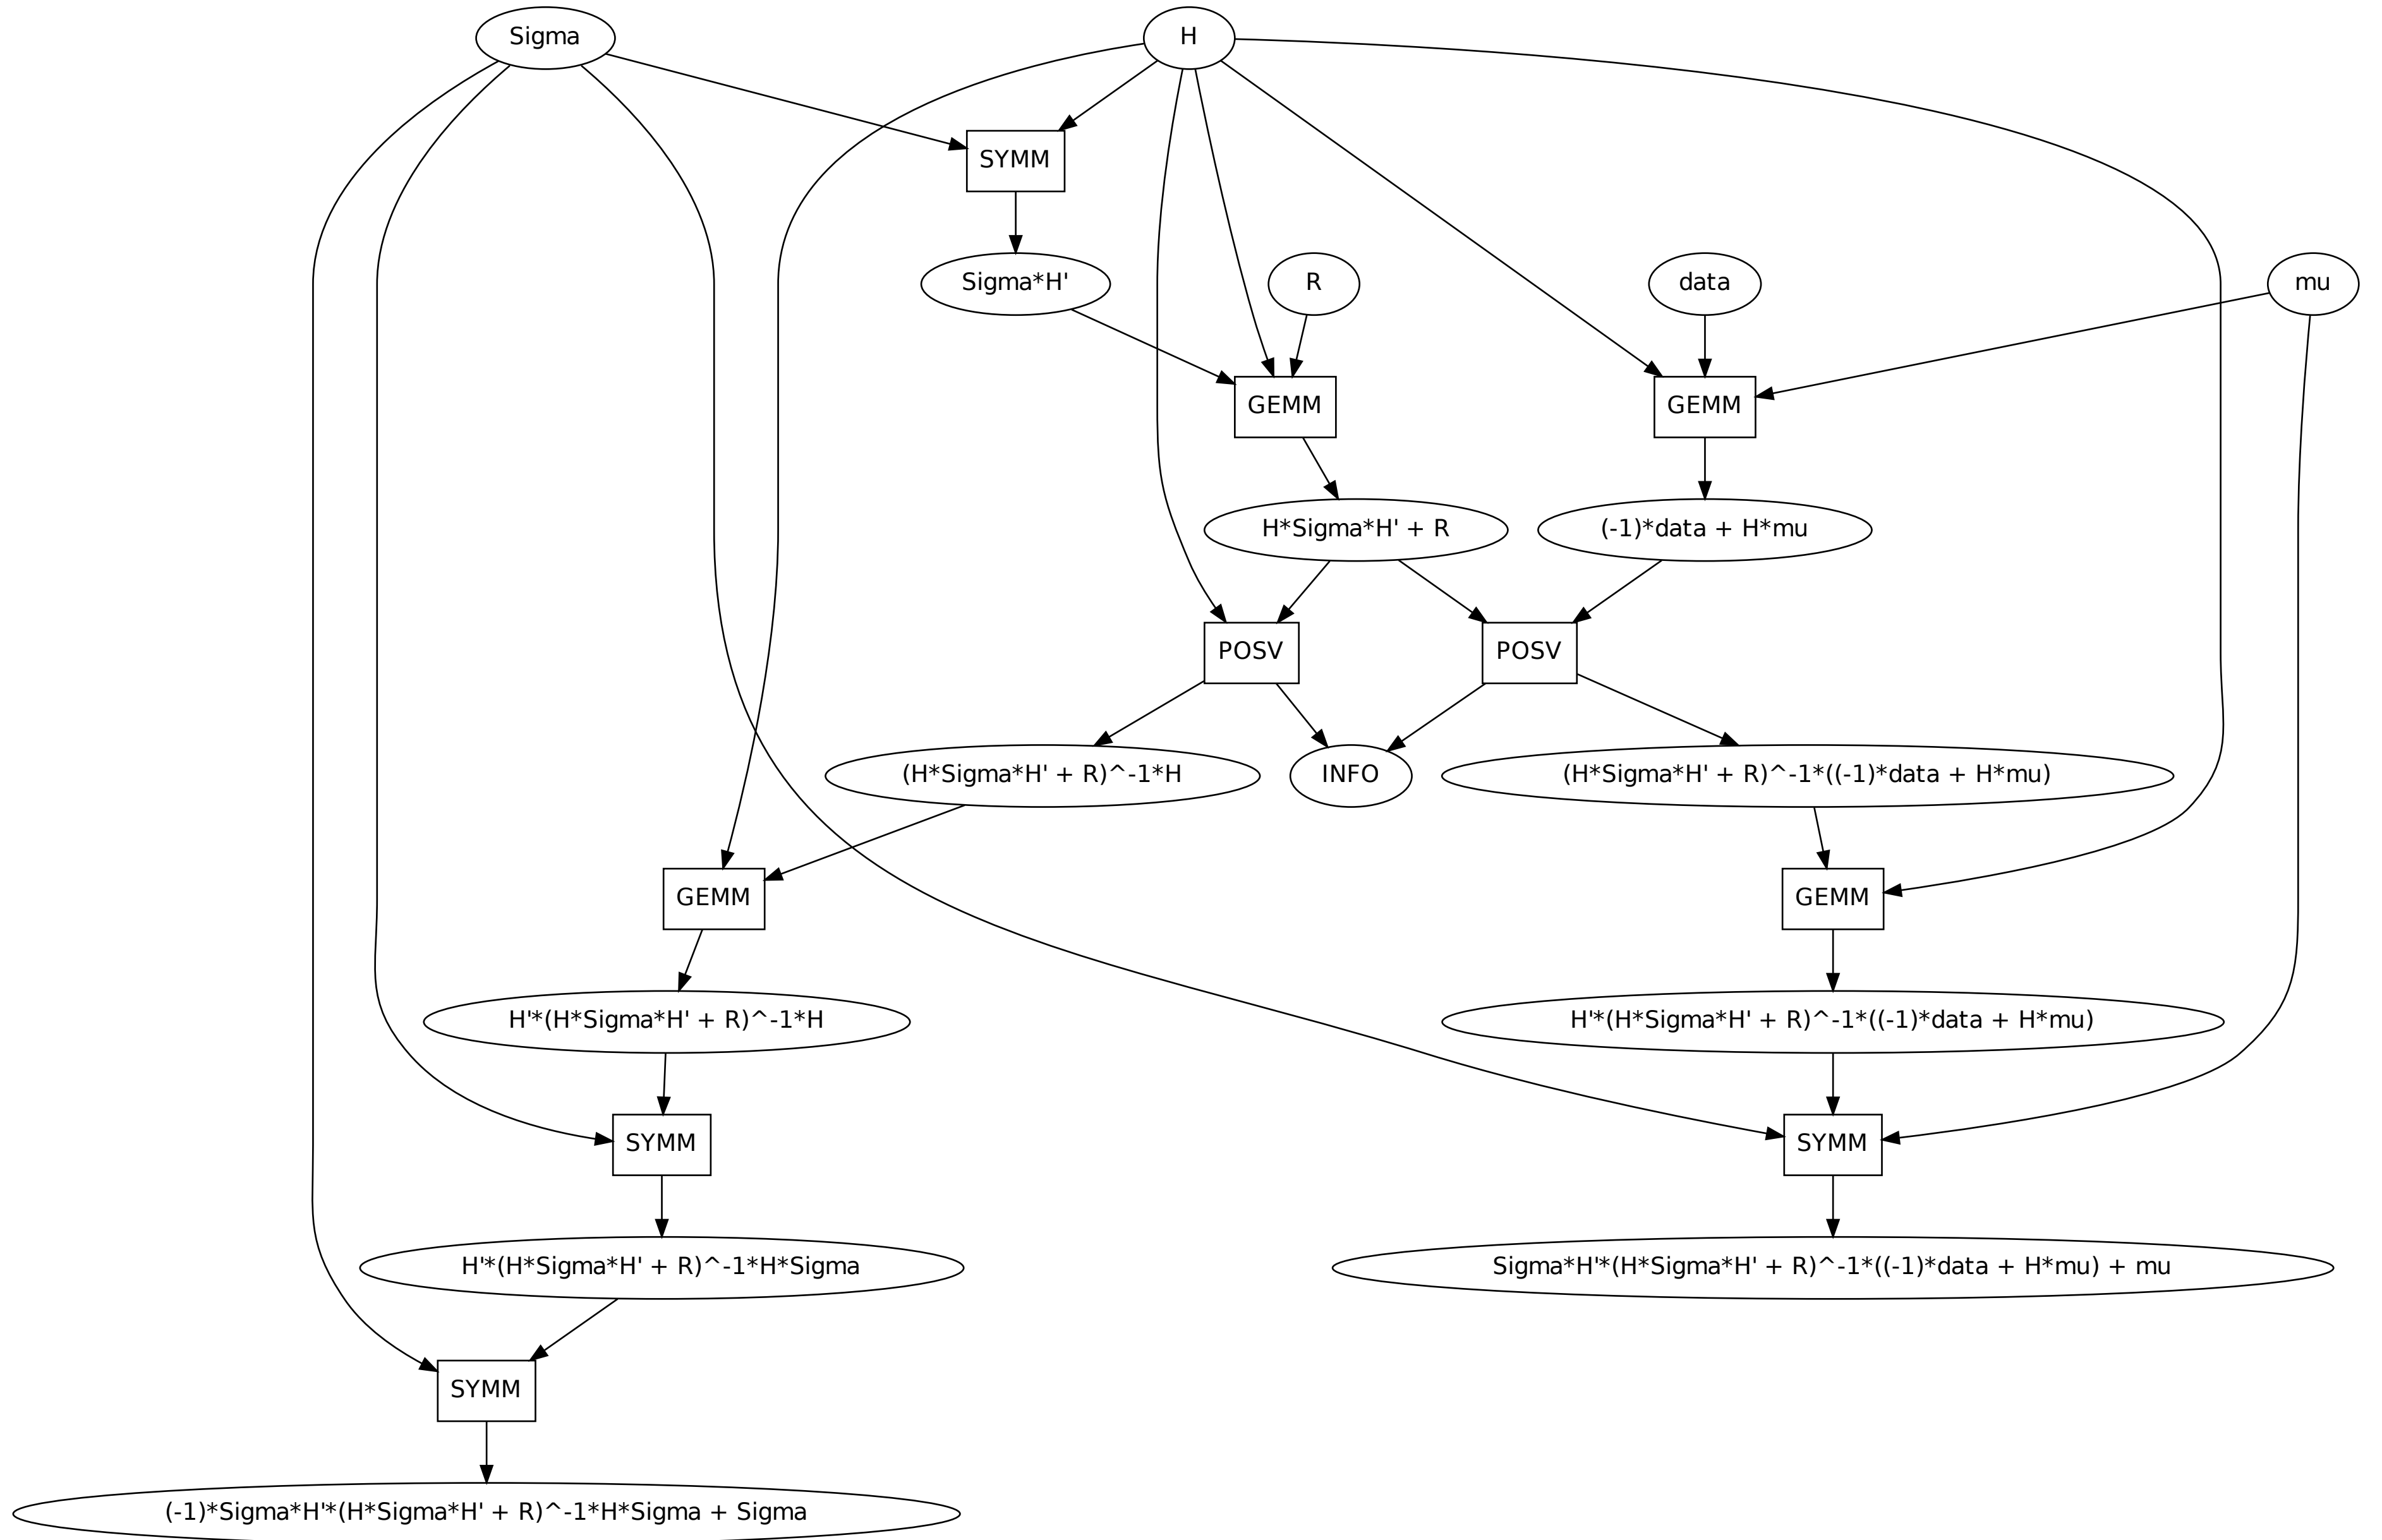 Sigma
H
SYMM
Sigma*H'
R
data
mu
GEMM
GEMM
H*Sigma*H' + R
(-1)*data + H*mu
POSV
POSV
(H*Sigma*H' + R)^-1*H
INFO
(H*Sigma*H' + R)^-1*((-1)*data + H*mu)
GEMM
GEMM
H'*(H*Sigma*H' + R)^-1*H
H'*(H*Sigma*H' + R)^-1*((-1)*data + H*mu)
SYMM
SYMM
H'*(H*Sigma*H' + R)^-1*H*Sigma
Sigma*H'*(H*Sigma*H' + R)^-1*((-1)*data + H*mu) + mu
SYMM
(-1)*Sigma*H'*(H*Sigma*H' + R)^-1*H*Sigma + Sigma